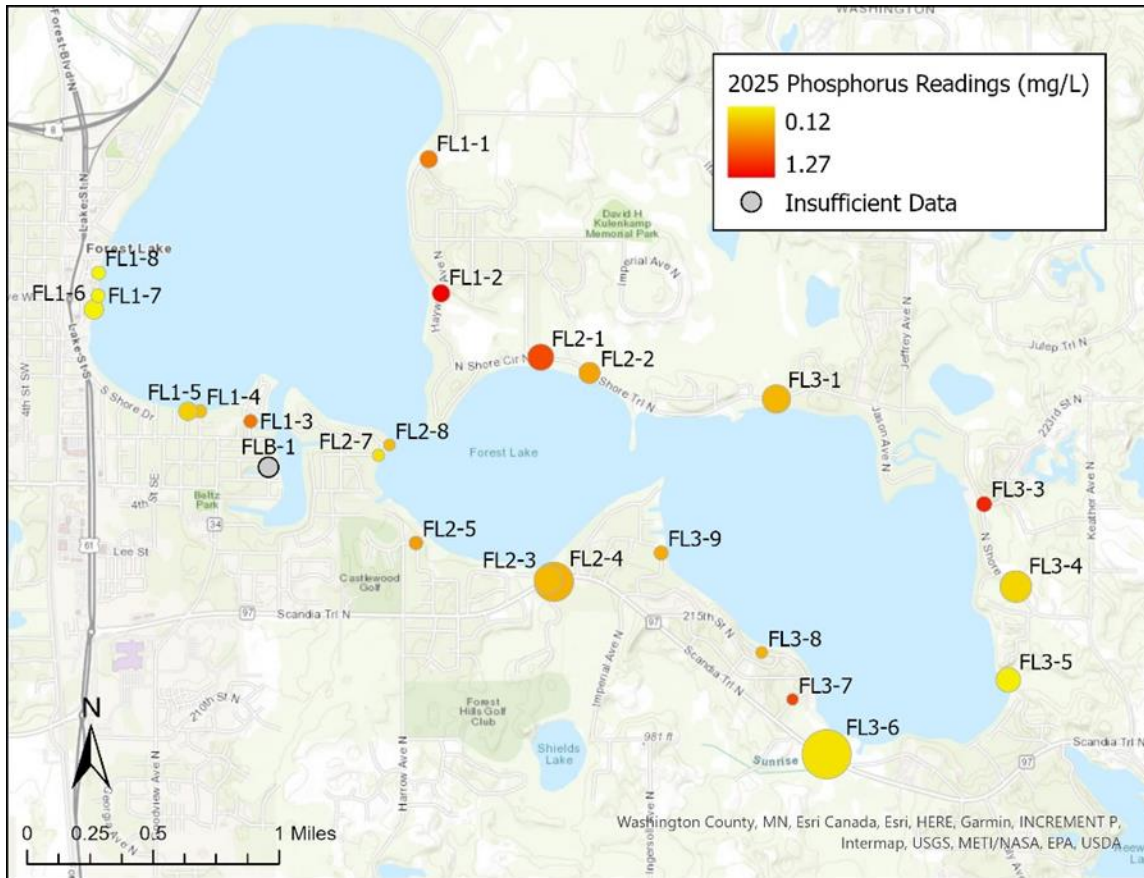 WASHINGTON
2025 Phosphorus Readings (mg/L)
0.12
1.27
Insufficient Data
Forest Blvd N
8
Lake St N
FL1-1
David H
Kulenkamp
Memorial Park
Forest Lake
FL1-8
FL1-6
FL1-7
Imperial Ave N
FL1-2
FL2-1
N Shore Cir N
FL2-2
Shore Trl N
Jeffrey Ave N
Julep Trl N
Lake St S
4th St SW
S Shore Dr
FL1-5
FL1-4
FL1-3
FLB-1
FL3-1
Jason Ave N
223rd St N
FL2-7
FL2-8
Forest Lake
4th St SE
Beltz
Park
34
FL3-3
Keather Ave N
61
Lee St
FL2-5
FL2-3
FL2-4
FL3-9
N Shore
FL3-4
Castlewood
Golf
97
Scandia Trl N
97
215th St N
Scandia Trl N
FL3-8
FL3-5
210th St N
Imperial Ave N
FL3-7
Forest
Hills Golf
Club
Shields
Lake
981 ft
FL3-6
Sunrise
Scandia Trl N
97
N
Harrow Ave N
0 0.25 0.5 1 Miles
Washington County, MN, Esri Canada, Esri, HERE, Garmin, INCREMENT P,
Intermap, USGS, METI/NASA, EPA, USDA